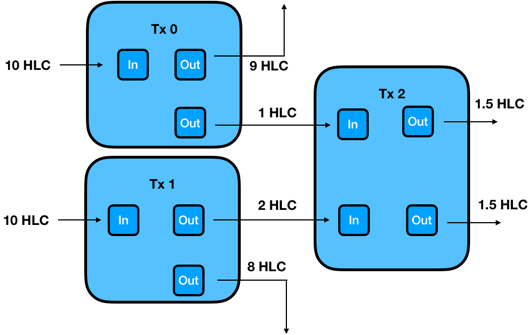 Tx 0
10 HLC
In
Out
9 HLC
Out
1 HLC
Tx 1
10 HLC
In
Out
2 HLC
Out
8 HLC
Tx 2
In
Out
1.5 HLC
In
Out
1.5 HLC